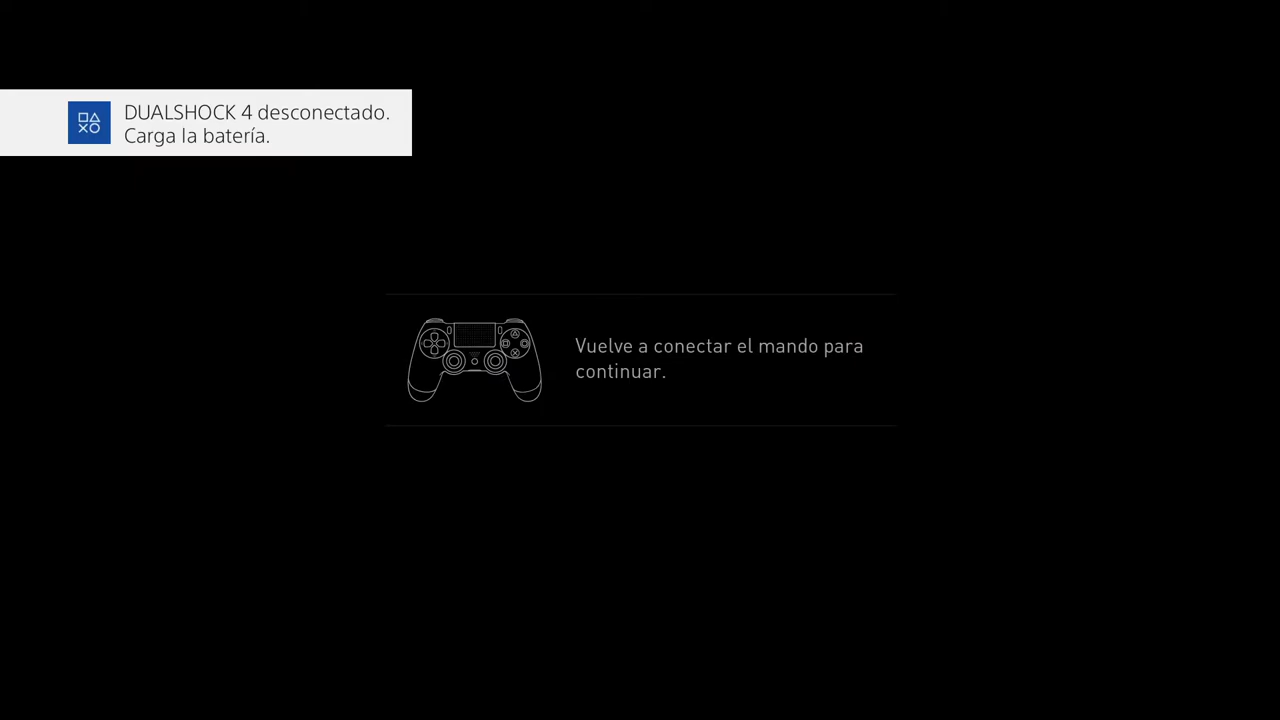 DUALSHOCK 4 desconectado.
Carga la batería.
Vuelve a conectar el mando para
continuar.